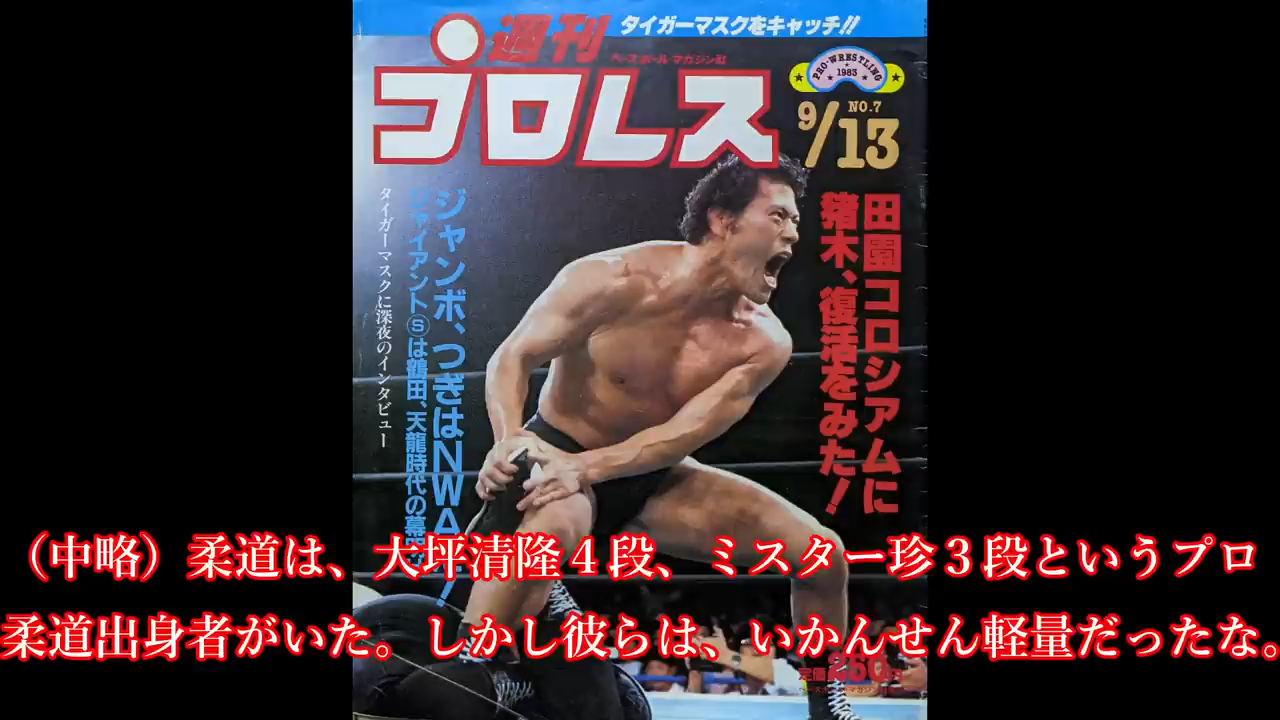 タイガーマスクをキャッチ!!
週刊
ベースボール・マガジン社
プロレス
PRO-WRESTLING
1983
NO.7
9/13
田園コロシアムに
猪木、復活をみた!
ジャンボ、つぎはNWA
ジャイアントⓈは鶴田、天龍時代の幕
タイガーマスクに深夜のインタビュー
(中略)柔道は、大坪清隆4段、ミスター珍3段というプロ
柔道出身者がいた。しかし彼らは、いかんせん軽量だったな。
定価260円